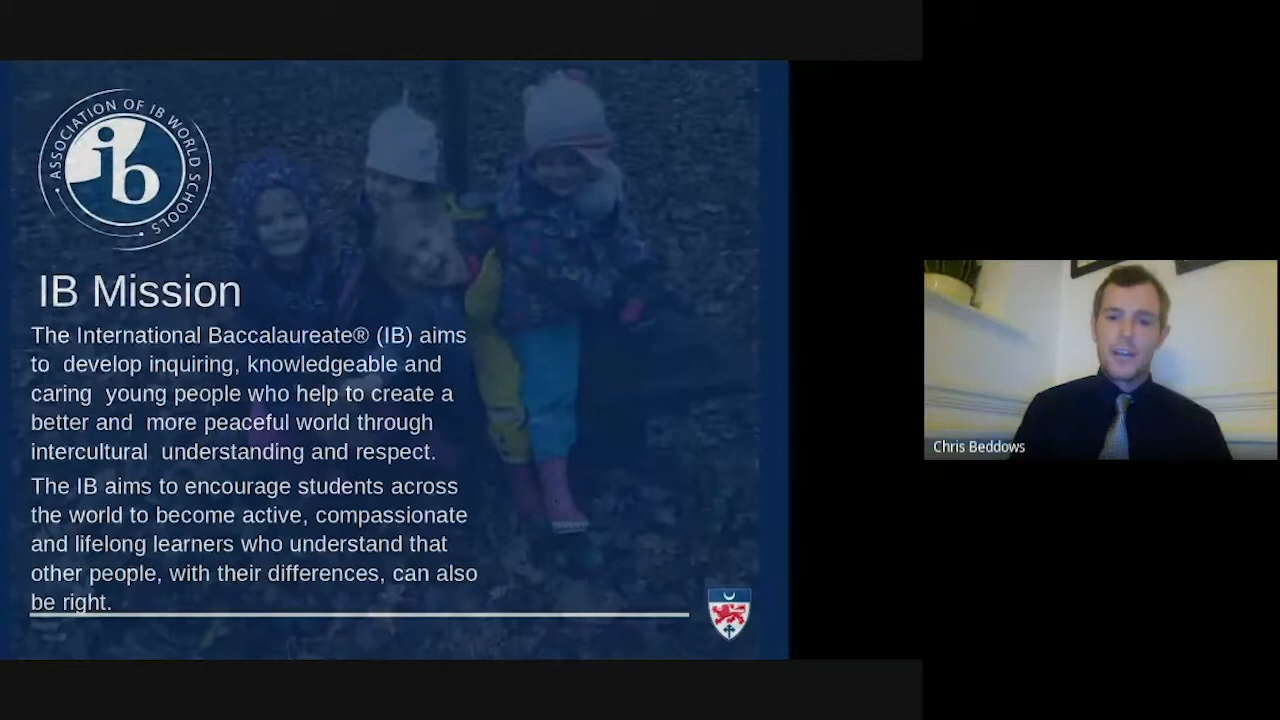 ASSOCIATION OF IB WORLD SCHOOLS
ib
IB Mission
The International Baccalaureate® (IB) aims
to develop inquiring, knowledgeable and
caring young people who help to create a
better and more peaceful world through
intercultural understanding and respect.
The IB aims to encourage students across
the world to become active, compassionate
and lifelong learners who understand that
other people, with their differences, can also
be right.
Chris Beddows